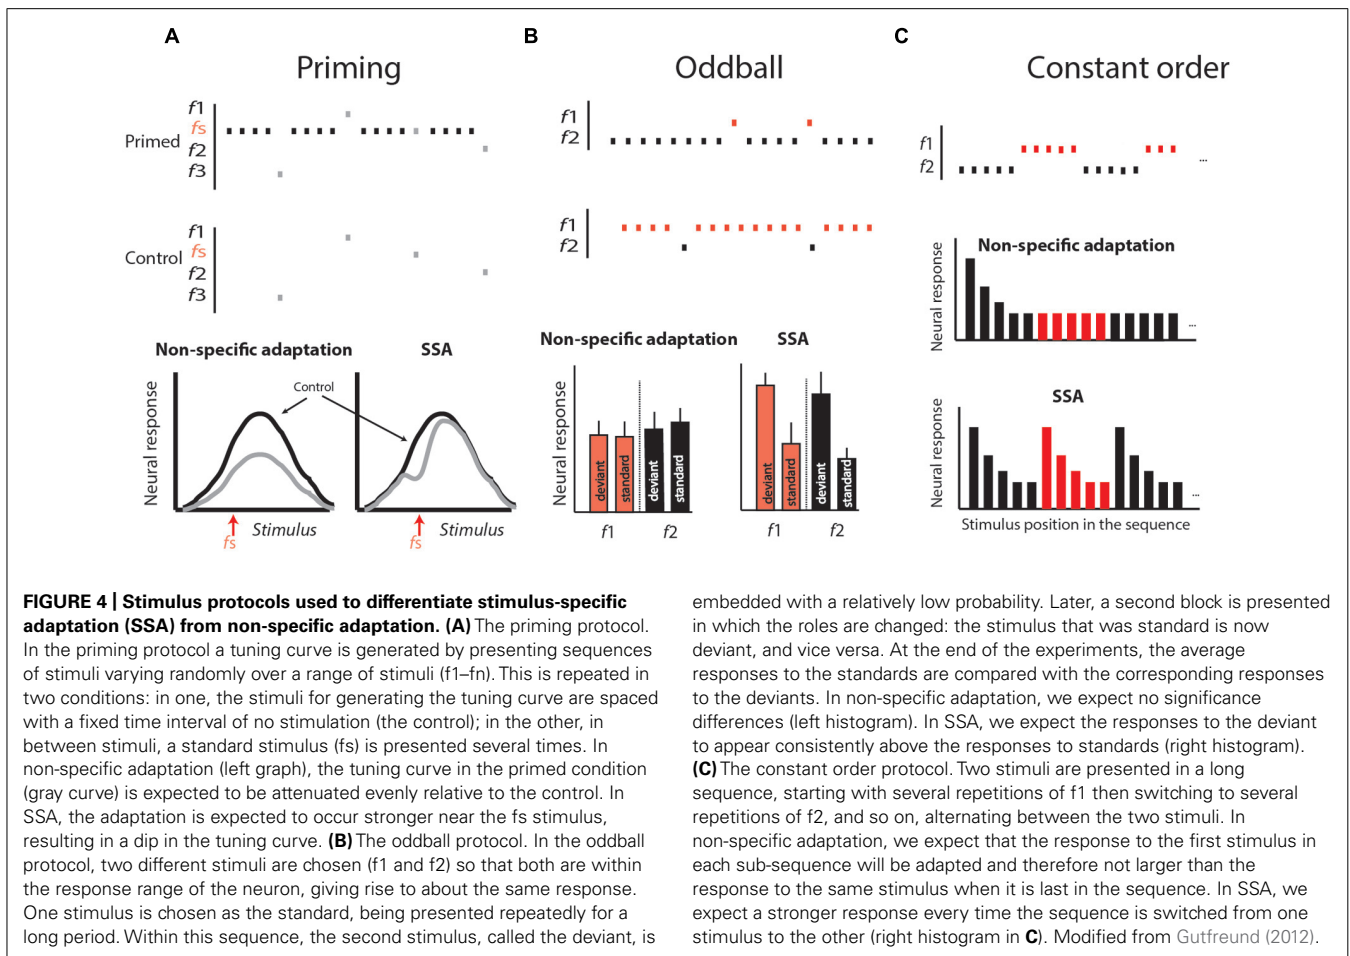 A
Priming
f1
fs
Primed
f2
f3
f1
fs
Control
f2
f3
Non-specific adaptation
SSA
Control
Neural response
fs
Stimulus
fs
Stimulus
B
Oddball
f1
f2
f1
f2
Non-specific adaptation
SSA
Neural response
deviant
standard
deviant
standard
f1
f2
deviant
standard
deviant
standard
f1
f2
C
Constant order
f1
f2
...
Non-specific adaptation
Neural response
...
SSA
Neural response
...
Stimulus position in the sequence
FIGURE 4 | Stimulus protocols used to differentiate stimulus-specific
adaptation (SSA) from non-specific adaptation. (A) The priming protocol.
In the priming protocol a tuning curve is generated by presenting sequences
of stimuli varying randomly over a range of stimuli (f1–fn). This is repeated in
two conditions: in one, the stimuli for generating the tuning curve are spaced
with a fixed time interval of no stimulation (the control); in the other, in
between stimuli, a standard stimulus (fs) is presented several times. In
non-specific adaptation (left graph), the tuning curve in the primed condition
(gray curve) is expected to be attenuated evenly relative to the control. In
SSA, the adaptation is expected to occur stronger near the fs stimulus,
resulting in a dip in the tuning curve. (B) The oddball protocol. In the oddball
protocol, two different stimuli are chosen (f1 and f2) so that both are within
the response range of the neuron, giving rise to about the same response.
One stimulus is chosen as the standard, being presented repeatedly for a
long period. Within this sequence, the second stimulus, called the deviant, is
embedded with a relatively low probability. Later, a second block is presented
in which the roles are changed: the stimulus that was standard is now
deviant, and vice versa. At the end of the experiments, the average
responses to the standards are compared with the corresponding responses
to the deviants. In non-specific adaptation, we expect no significance
differences (left histogram). In SSA, we expect the responses to the deviant
to appear consistently above the responses to standards (right histogram).
(C) The constant order protocol. Two stimuli are presented in a long
sequence, starting with several repetitions of f1 then switching to several
repetitions of f2, and so on, alternating between the two stimuli. In
non-specific adaptation, we expect that the response to the first stimulus in
each sub-sequence will be adapted and therefore not larger than the
response to the same stimulus when it is last in the sequence. In SSA, we
expect a stronger response every time the sequence is switched from one
stimulus to the other (right histogram in C). Modified from Gutfreund (2012).